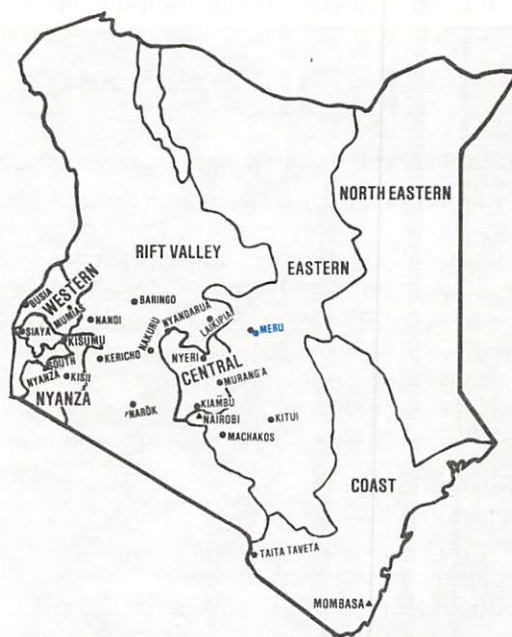 NORTH EASTERN
RIFT VALLEY
EASTERN
WESTERN
BUSIA
BARINGO
MUMIAS
NANDI
NYANDARUA
LAIKIPIA
MERU
SIAYA
KISUMU
NAKURU
KERICHO
NYERI
CENTRAL
SOUTH
NYANZA
KISII
MURANG'A
NYANZA
NAROK
KIAMBU
NAIROBI
KITUI
MACHAKOS
COAST
TAITA TAVETA
MOMBASA